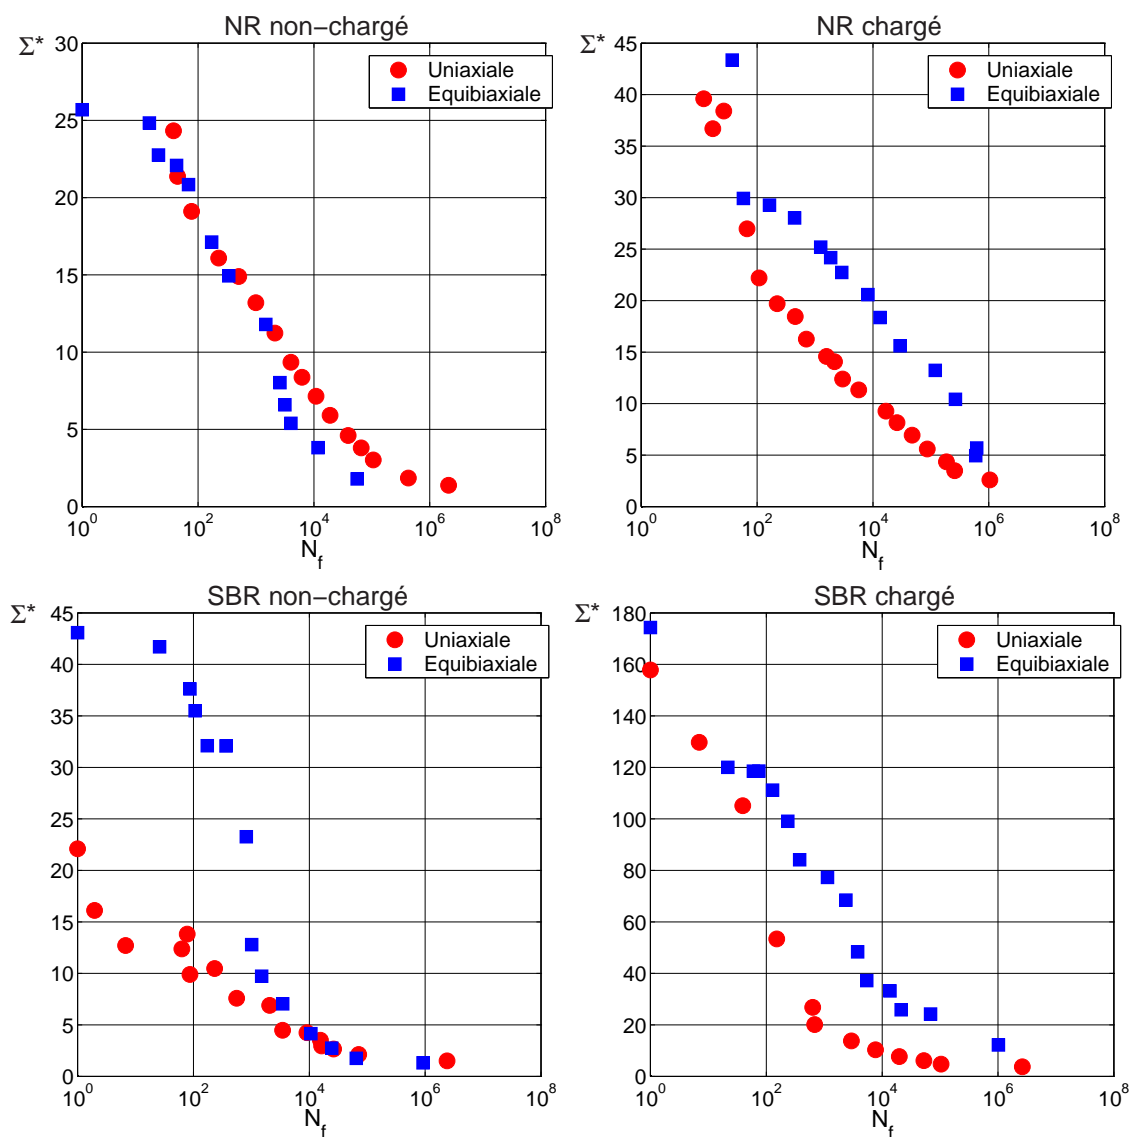 NR non−chargé
Σ*
30
25
20
15
10
5
0
10^0 10^2 10^4 10^6 10^8
N_f
Uniaxiale
Equibiaxiale
NR chargé
Σ*
45
40
35
30
25
20
15
10
5
0
10^0 10^2 10^4 10^6 10^8
N_f
Uniaxiale
Equibiaxiale
SBR non−chargé
Σ*
45
40
35
30
25
20
15
10
5
0
10^0 10^2 10^4 10^6 10^8
N_f
Uniaxiale
Equibiaxiale
SBR chargé
Σ*
180
160
140
120
100
80
60
40
20
0
10^0 10^2 10^4 10^6 10^8
N_f
Uniaxiale
Equibiaxiale